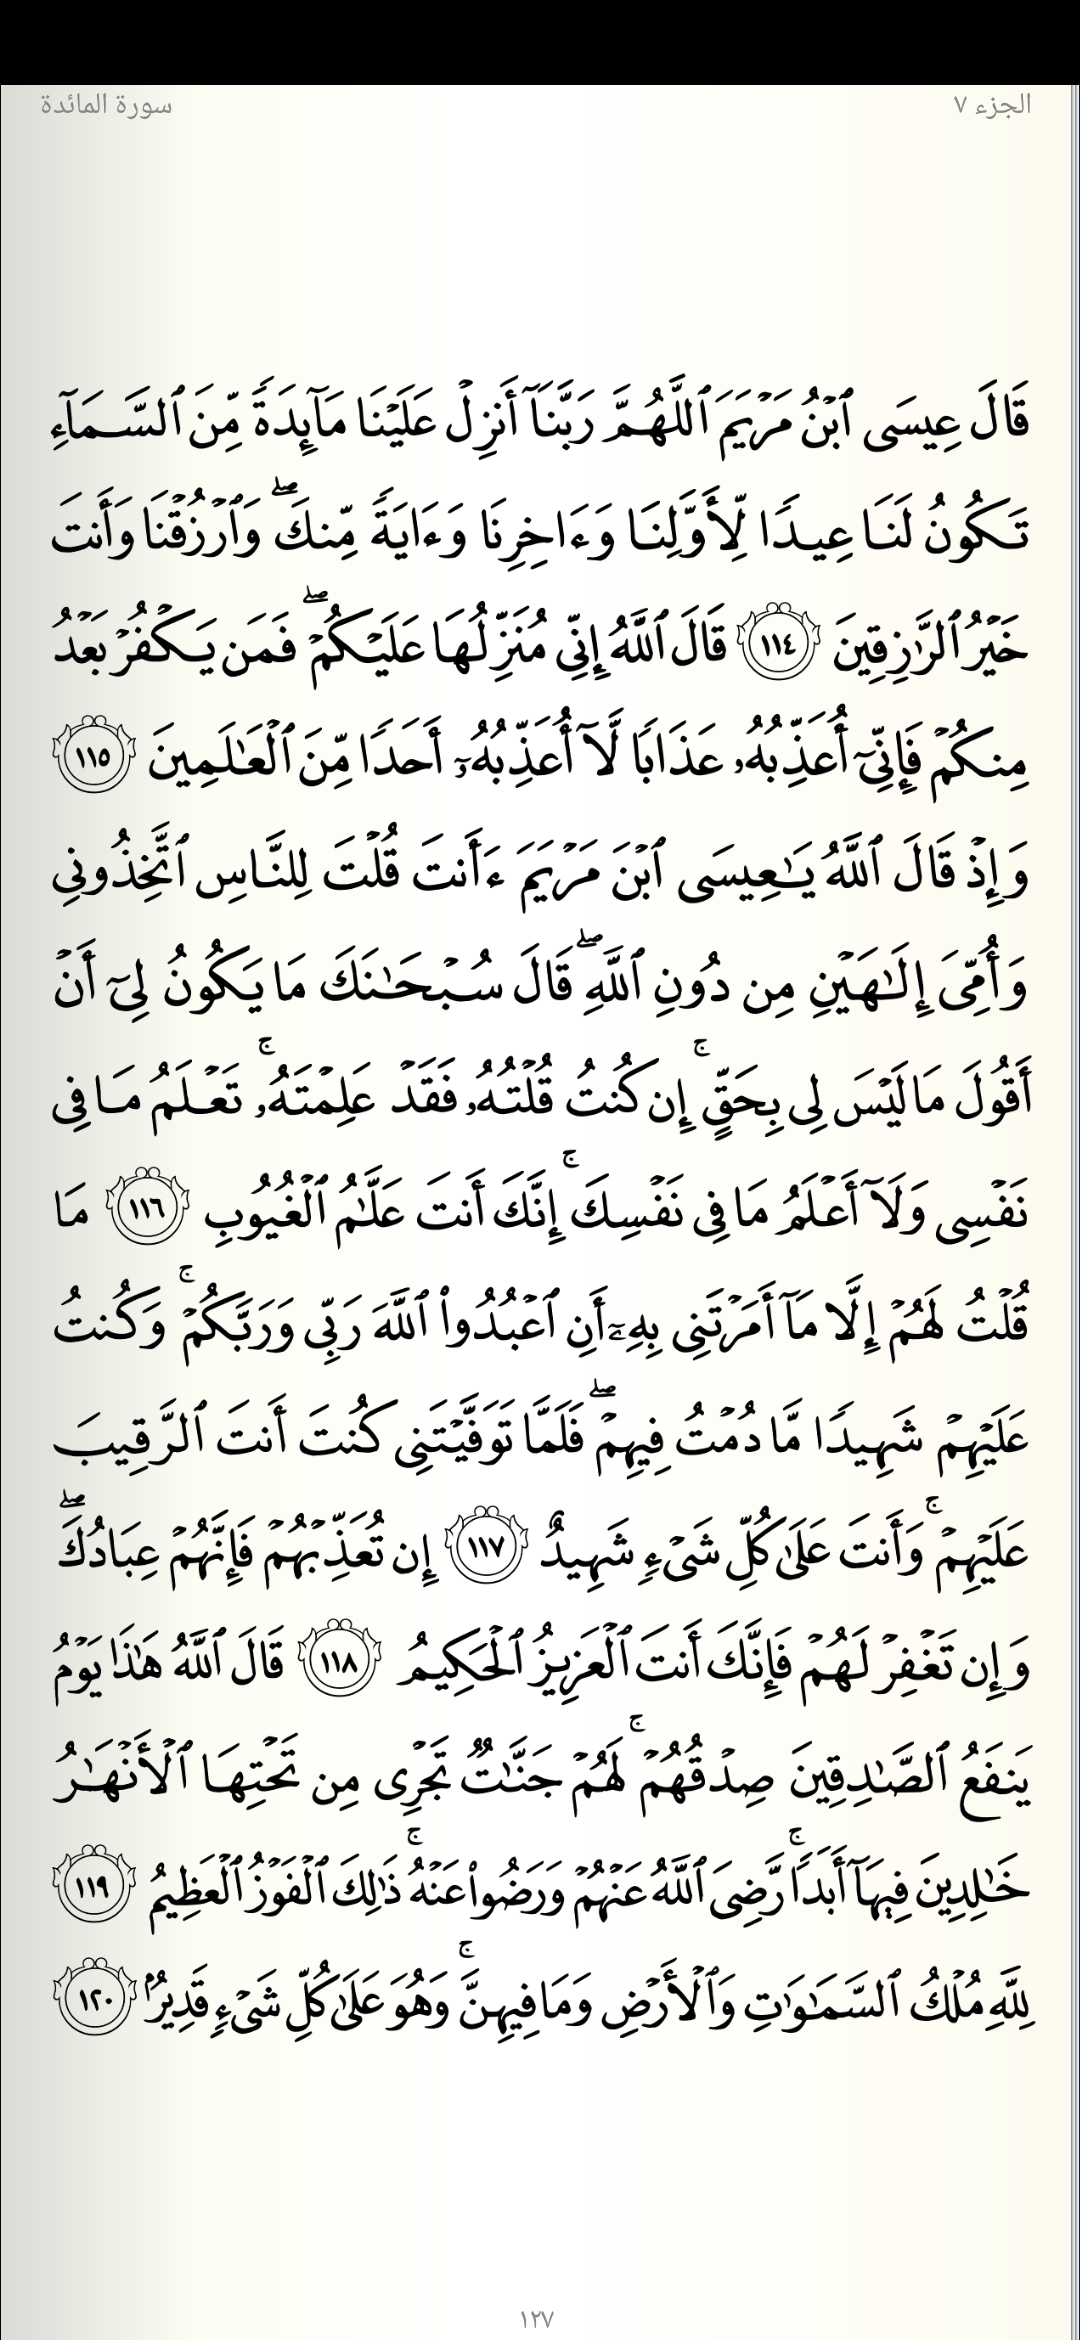 الجزء ٧
سورة المائدة
قَالَ عِيسَى ٱبْنُ مَرْيَمَ ٱللَّهُمَّ رَبَّنَآ أَنزِلْ عَلَيْنَا مَآئِدَةً مِّنَ ٱلسَّمَآءِ
تَكُونُ لَنَا عِيدًا لِّأَوَّلِنَا وَءَاخِرِنَا وَءَايَةً مِّنكَ ۖ وَٱرْزُقْنَا وَأَنتَ
خَيْرُ ٱلرَّٰزِقِينَ ١١٤ قَالَ ٱللَّهُ إِنِّى مُنَزِّلُهَا عَلَيْكُمْ ۖ فَمَن يَكْفُرْ بَعْدُ
مِنكُمْ فَإِنِّىٓ أُعَذِّبُهُۥ عَذَابًا لَّآ أُعَذِّبُهُۥٓ أَحَدًا مِّنَ ٱلْعَٰلَمِينَ ١١٥
وَإِذْ قَالَ ٱللَّهُ يَٰعِيسَى ٱبْنَ مَرْيَمَ ءَأَنتَ قُلْتَ لِلنَّاسِ ٱتَّخِذُونِى
وَأُمِّىَ إِلَٰهَيْنِ مِن دُونِ ٱللَّهِ ۖ قَالَ سُبْحَٰنَكَ مَا يَكُونُ لِىٓ أَنْ
أَقُولَ مَا لَيْسَ لِى بِحَقٍّ ۚ إِن كُنتُ قُلْتُهُۥ فَقَدْ عَلِمْتَهُۥ ۚ تَعْلَمُ مَا فِى
نَفْسِى وَلَآ أَعْلَمُ مَا فِى نَفْسِكَ ۚ إِنَّكَ أَنتَ عَلَّٰمُ ٱلْغُيُوبِ ١١٦ مَا
قُلْتُ لَهُمْ إِلَّا مَآ أَمَرْتَنِى بِهِۦٓ أَنِ ٱعْبُدُوا۟ ٱللَّهَ رَبِّى وَرَبَّكُمْ ۚ وَكُنتُ
عَلَيْهِمْ شَهِيدًا مَّا دُمْتُ فِيهِمْ ۖ فَلَمَّا تَوَفَّيْتَنِى كُنتَ أَنتَ ٱلرَّقِيبَ
عَلَيْهِمْ ۚ وَأَنتَ عَلَىٰ كُلِّ شَىْءٍ شَهِيدٌ ١١٧ إِن تُعَذِّبْهُمْ فَإِنَّهُمْ عِبَادُكَ ۖ
وَإِن تَغْفِرْ لَهُمْ فَإِنَّكَ أَنتَ ٱلْعَزِيزُ ٱلْحَكِيمُ ١١٨ قَالَ ٱللَّهُ هَٰذَا يَوْمُ
يَنفَعُ ٱلصَّٰدِقِينَ صِدْقُهُمْ ۚ لَهُمْ جَنَّٰتٌ تَجْرِى مِن تَحْتِهَا ٱلْأَنْهَٰرُ
خَٰلِدِينَ فِيهَآ أَبَدًا ۚ رَّضِىَ ٱللَّهُ عَنْهُمْ وَرَضُوا۟ عَنْهُ ۚ ذَٰلِكَ ٱلْفَوْزُ ٱلْعَظِيمُ ١١٩
لِلَّهِ مُلْكُ ٱلسَّمَٰوَٰتِ وَٱلْأَرْضِ وَمَا فِيهِنَّ ۚ وَهُوَ عَلَىٰ كُلِّ شَىْءٍ قَدِيرٌۢ ١٢٠
١٢٧